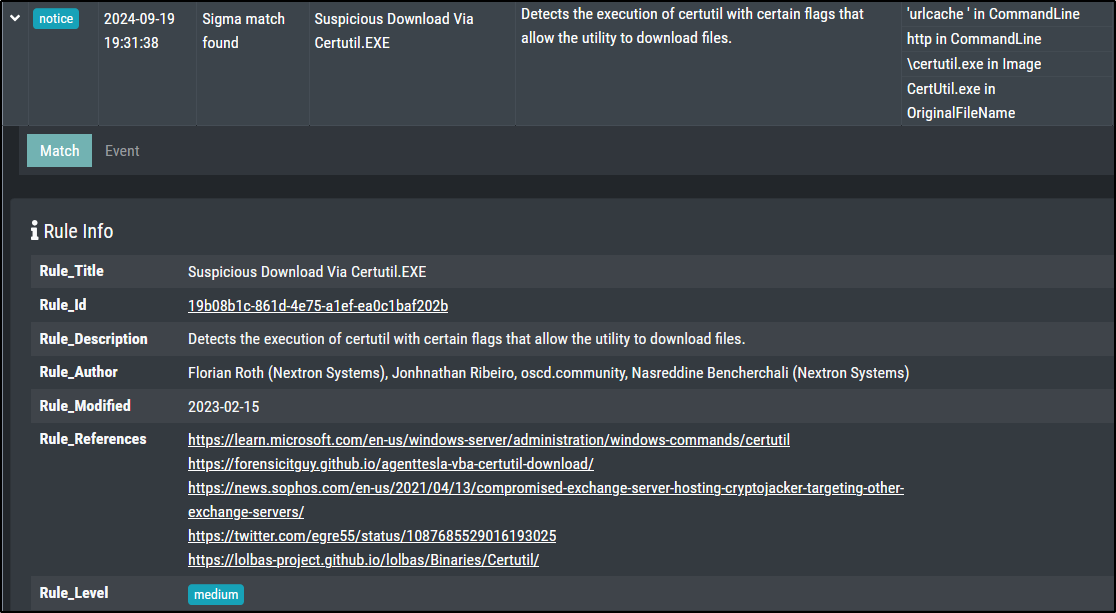 notice
2024-09-19
19:31:38
Sigma match
found
Suspicious Download Via
Certutil.EXE
Detects the execution of certutil with certain flags that
allow the utility to download files.
'urlcache ' in CommandLine
http in CommandLine
\certutil.exe in Image
CertUtil.exe in
OriginalFileName
Match Event
Rule Info
Rule_Title Suspicious Download Via Certutil.EXE
Rule_Id 19b08b1c-861d-4e75-a1ef-ea0c1baf202b
Rule_Description Detects the execution of certutil with certain flags that allow the utility to download files.
Rule_Author Florian Roth (Nextron Systems), Jonhnathan Ribeiro, oscd.community, Nasreddine Bencherchali (Nextron Systems)
Rule_Modified 2023-02-15
Rule_References https://learn.microsoft.com/en-us/windows-server/administration/windows-commands/certutil
https://forensicitguy.github.io/agenttesla-vba-certutil-download/
https://news.sophos.com/en-us/2021/04/13/compromised-exchange-server-hosting-cryptojacker-targeting-other-
exchange-servers/
https://twitter.com/egre55/status/1087685529016193025
https://lolbas-project.github.io/lolbas/Binaries/Certutil/
Rule_Level medium